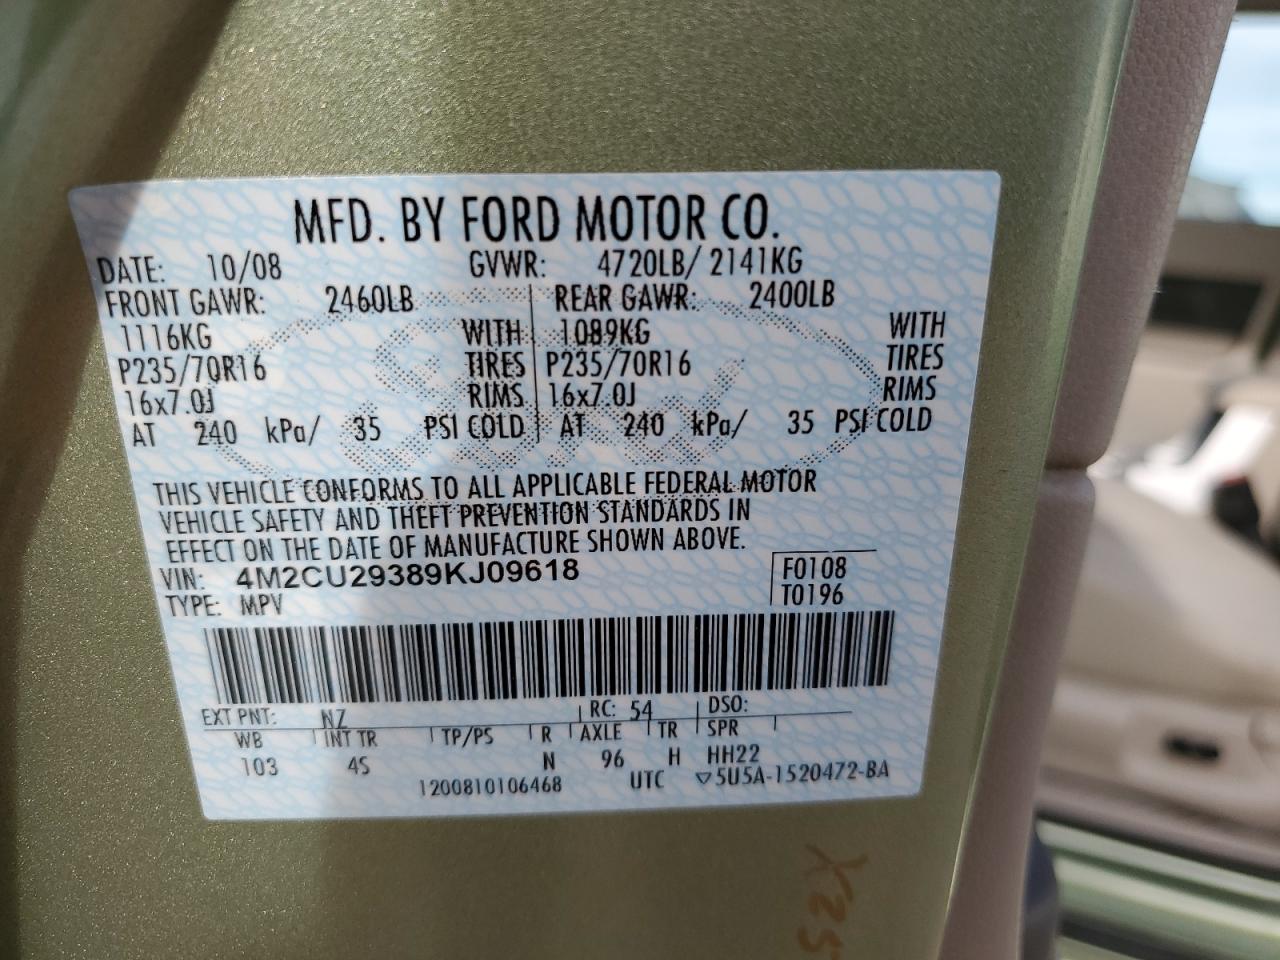 MFD. BY FORD MOTOR CO.
DATE: 10/08 GVWR: 4720LB/ 2141KG
FRONT GAWR: 2460LB REAR GAWR: 2400LB
1116KG WITH 1089KG WITH
P235/70R16 TIRES P235/70R16 TIRES
16x7.0J RIMS 16x7.0J RIMS
AT 240 kPa/ 35 PSI COLD AT 240 kPa/ 35 PSI COLD
THIS VEHICLE CONFORMS TO ALL APPLICABLE FEDERAL MOTOR
VEHICLE SAFETY AND THEFT PREVENTION STANDARDS IN
EFFECT ON THE DATE OF MANUFACTURE SHOWN ABOVE.
VIN: 4M2CU29389KJ09618 F0108
TYPE: MPV T0196
EXT PNT: NZ RC: 54 DSO:
WB INT TR TP/PS R AXLE TR SPR
103 4S N 96 H HH22
1200810106468 UTC ▽5U5A-1520472-BA
X25